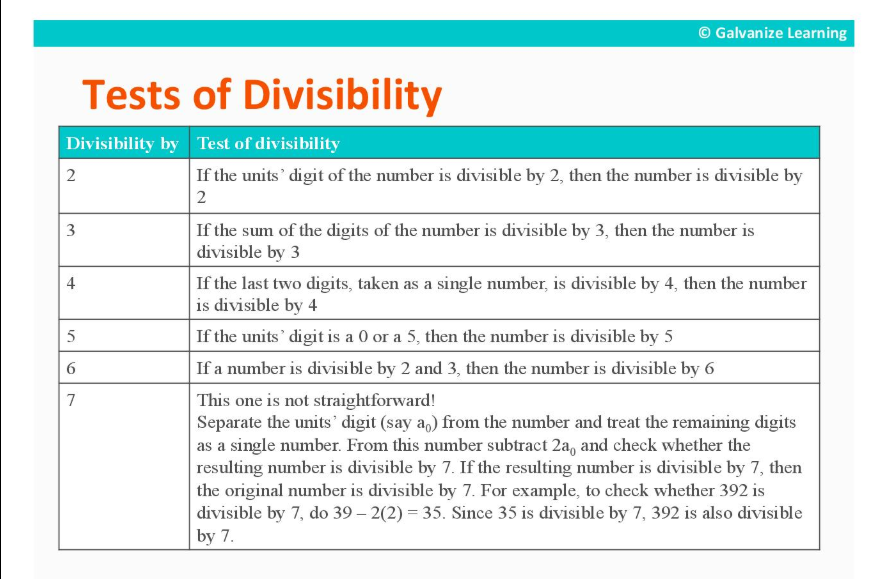 © Galvanize Learning
Tests of Divisibility
Divisibility by Test of divisibility
2 If the units’ digit of the number is divisible by 2, then the number is divisible by
2
3 If the sum of the digits of the number is divisible by 3, then the number is
divisible by 3
4 If the last two digits, taken as a single number, is divisible by 4, then the number
is divisible by 4
5 If the units’ digit is a 0 or a 5, then the number is divisible by 5
6 If a number is divisible by 2 and 3, then the number is divisible by 6
7 This one is not straightforward!
Separate the units’ digit (say a₀) from the number and treat the remaining digits
as a single number. From this number subtract 2a₀ and check whether the
resulting number is divisible by 7. If the resulting number is divisible by 7, then
the original number is divisible by 7. For example, to check whether 392 is
divisible by 7, do 39 – 2(2) = 35. Since 35 is divisible by 7, 392 is also divisible
by 7.